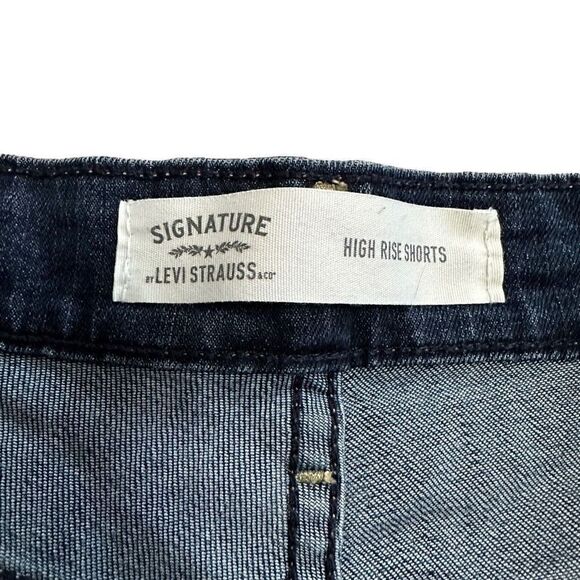 SIGNATURE
BY LEVI STRAUSS & CO
HIGH RISE SHORTS